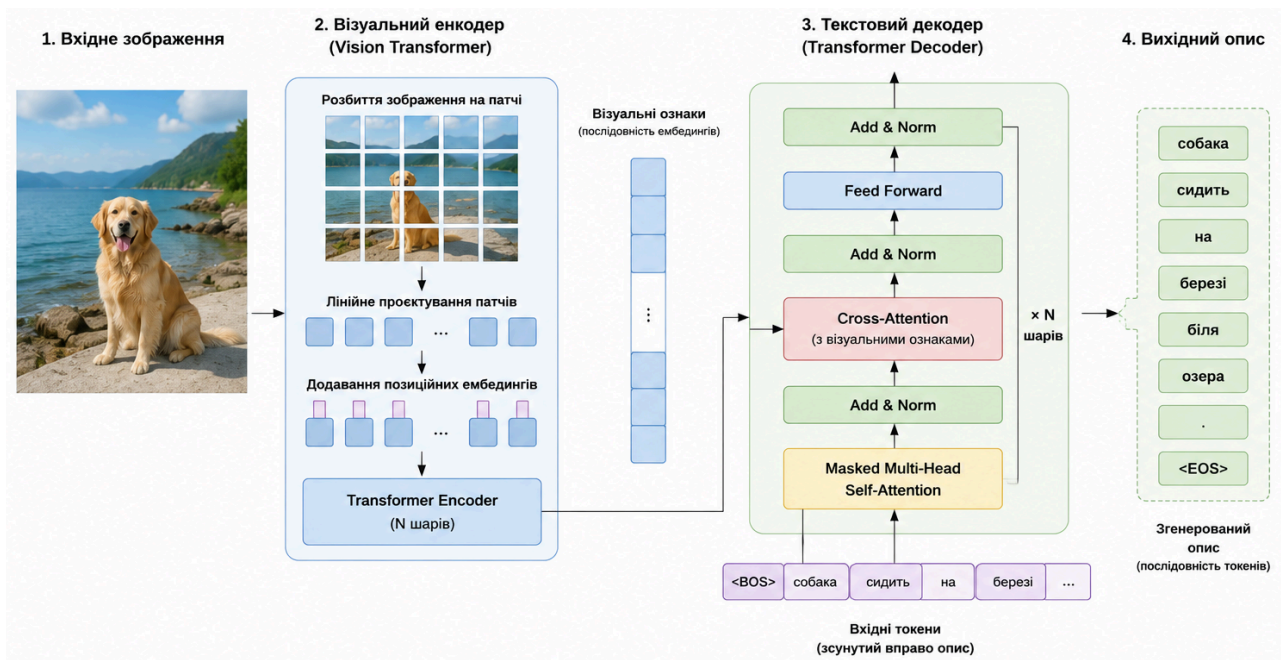 1. Вхідне зображення
2. Візуальний енкодер
(Vision Transformer)
Розбиття зображення на патчі
Лінійне проєктування патчів
...
Додавання позиційних ембедингів
...
Transformer Encoder
(N шарів)
Візуальні ознаки
(послідовність ембедингів)
...
3. Текстовий декодер
(Transformer Decoder)
Add & Norm
Feed Forward
Add & Norm
Cross-Attention
(з візуальними ознаками)
Add & Norm
Masked Multi-Head
Self-Attention
× N
шарів
<BOS> собака сидить на березі ...
Вхідні токени
(зсунутий вправо опис)
4. Вихідний опис
собака
сидить
на
березі
біля
озера
.
<EOS>
Згенерований
опис
(послідовність токенів)